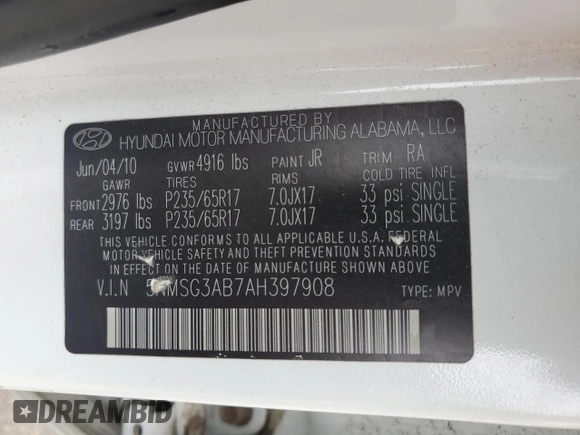 MANUFACTURED BY
HYUNDAI MOTOR MANUFACTURING ALABAMA, LLC
Jun/04/10 GVWR 4916 lbs PAINT JR TRIM RA
GAWR TIRES RIMS COLD TIRE INFL
FRONT 2976 lbs P235/65R17 7.0JX17 33 psi SINGLE
REAR 3197 lbs P235/65R17 7.0JX17 33 psi SINGLE
THIS VEHICLE CONFORMS TO ALL APPLICABLE U.S.A. FEDERAL
MOTOR VEHICLE SAFETY AND THEFT PREVENTION STANDARDS
IN EFFECT ON THE DATE OF MANUFACTURE SHOWN ABOVE.
V.I.N 5NMSG3AB7AH397908 TYPE: MPV
DREAMBID